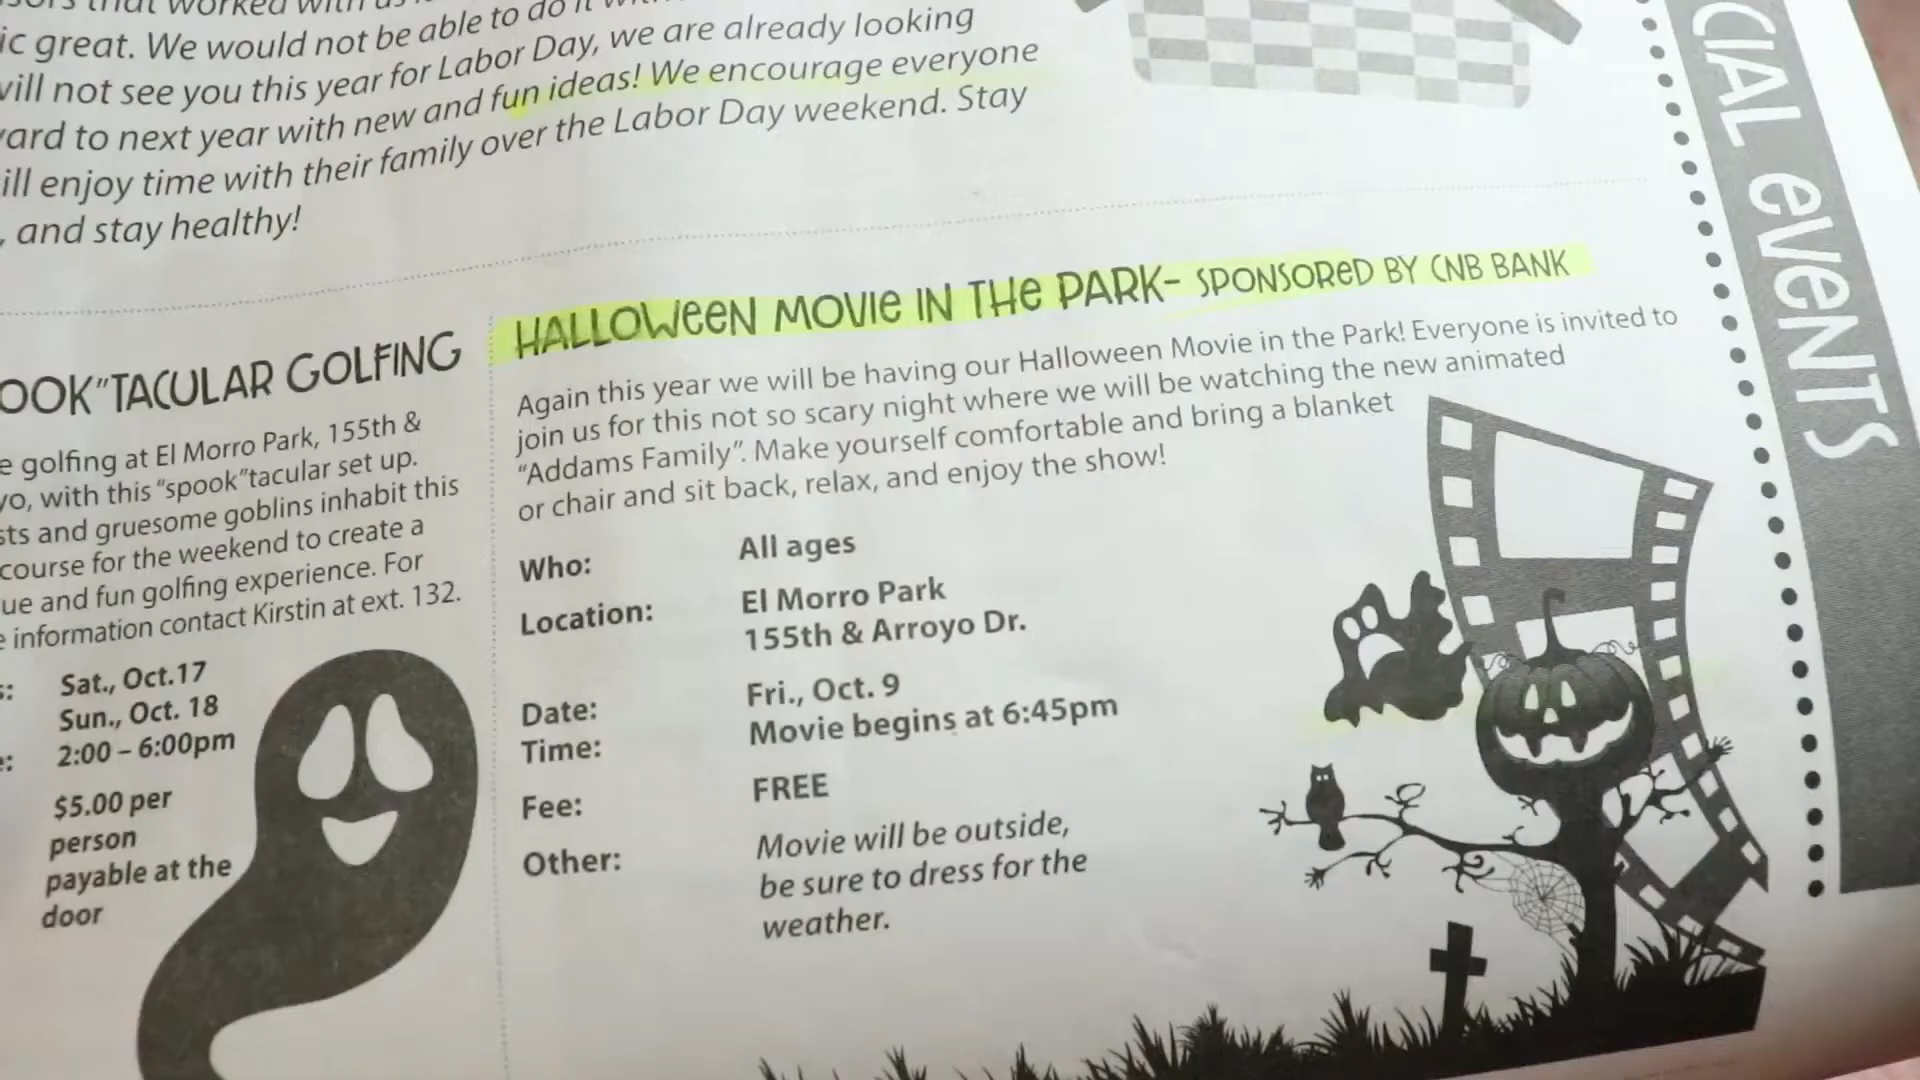 that worked with us
ic great. We would not be able to do it
will not see you this year for Labor Day, we are already looking
ard to next year with new and fun ideas! We encourage everyone
ill enjoy time with their family over the Labor Day weekend. Stay
, and stay healthy!
OOK"TACULAR GOLFING
e golfing at El Morro Park, 155th &
yo, with this "spook"tacular set up.
sts and gruesome goblins inhabit this
course for the weekend to create a
ue and fun golfing experience. For
e information contact Kirstin at ext. 132.
s: Sat., Oct.17
Sun., Oct. 18
e: 2:00 – 6:00pm
$5.00 per
person
payable at the
door
HALLOWeeN MOVIe IN THe PARK- SPONSOReD BY CNB BANK
Again this year we will be having our Halloween Movie in the Park! Everyone is invited to
join us for this not so scary night where we will be watching the new animated
“Addams Family”. Make yourself comfortable and bring a blanket
or chair and sit back, relax, and enjoy the show!
Who: All ages
Location: El Morro Park
155th & Arroyo Dr.
Date: Fri., Oct. 9
Time: Movie begins at 6:45pm
Fee: FREE
Other: Movie will be outside,
be sure to dress for the
weather.
CIAL eVeNTS